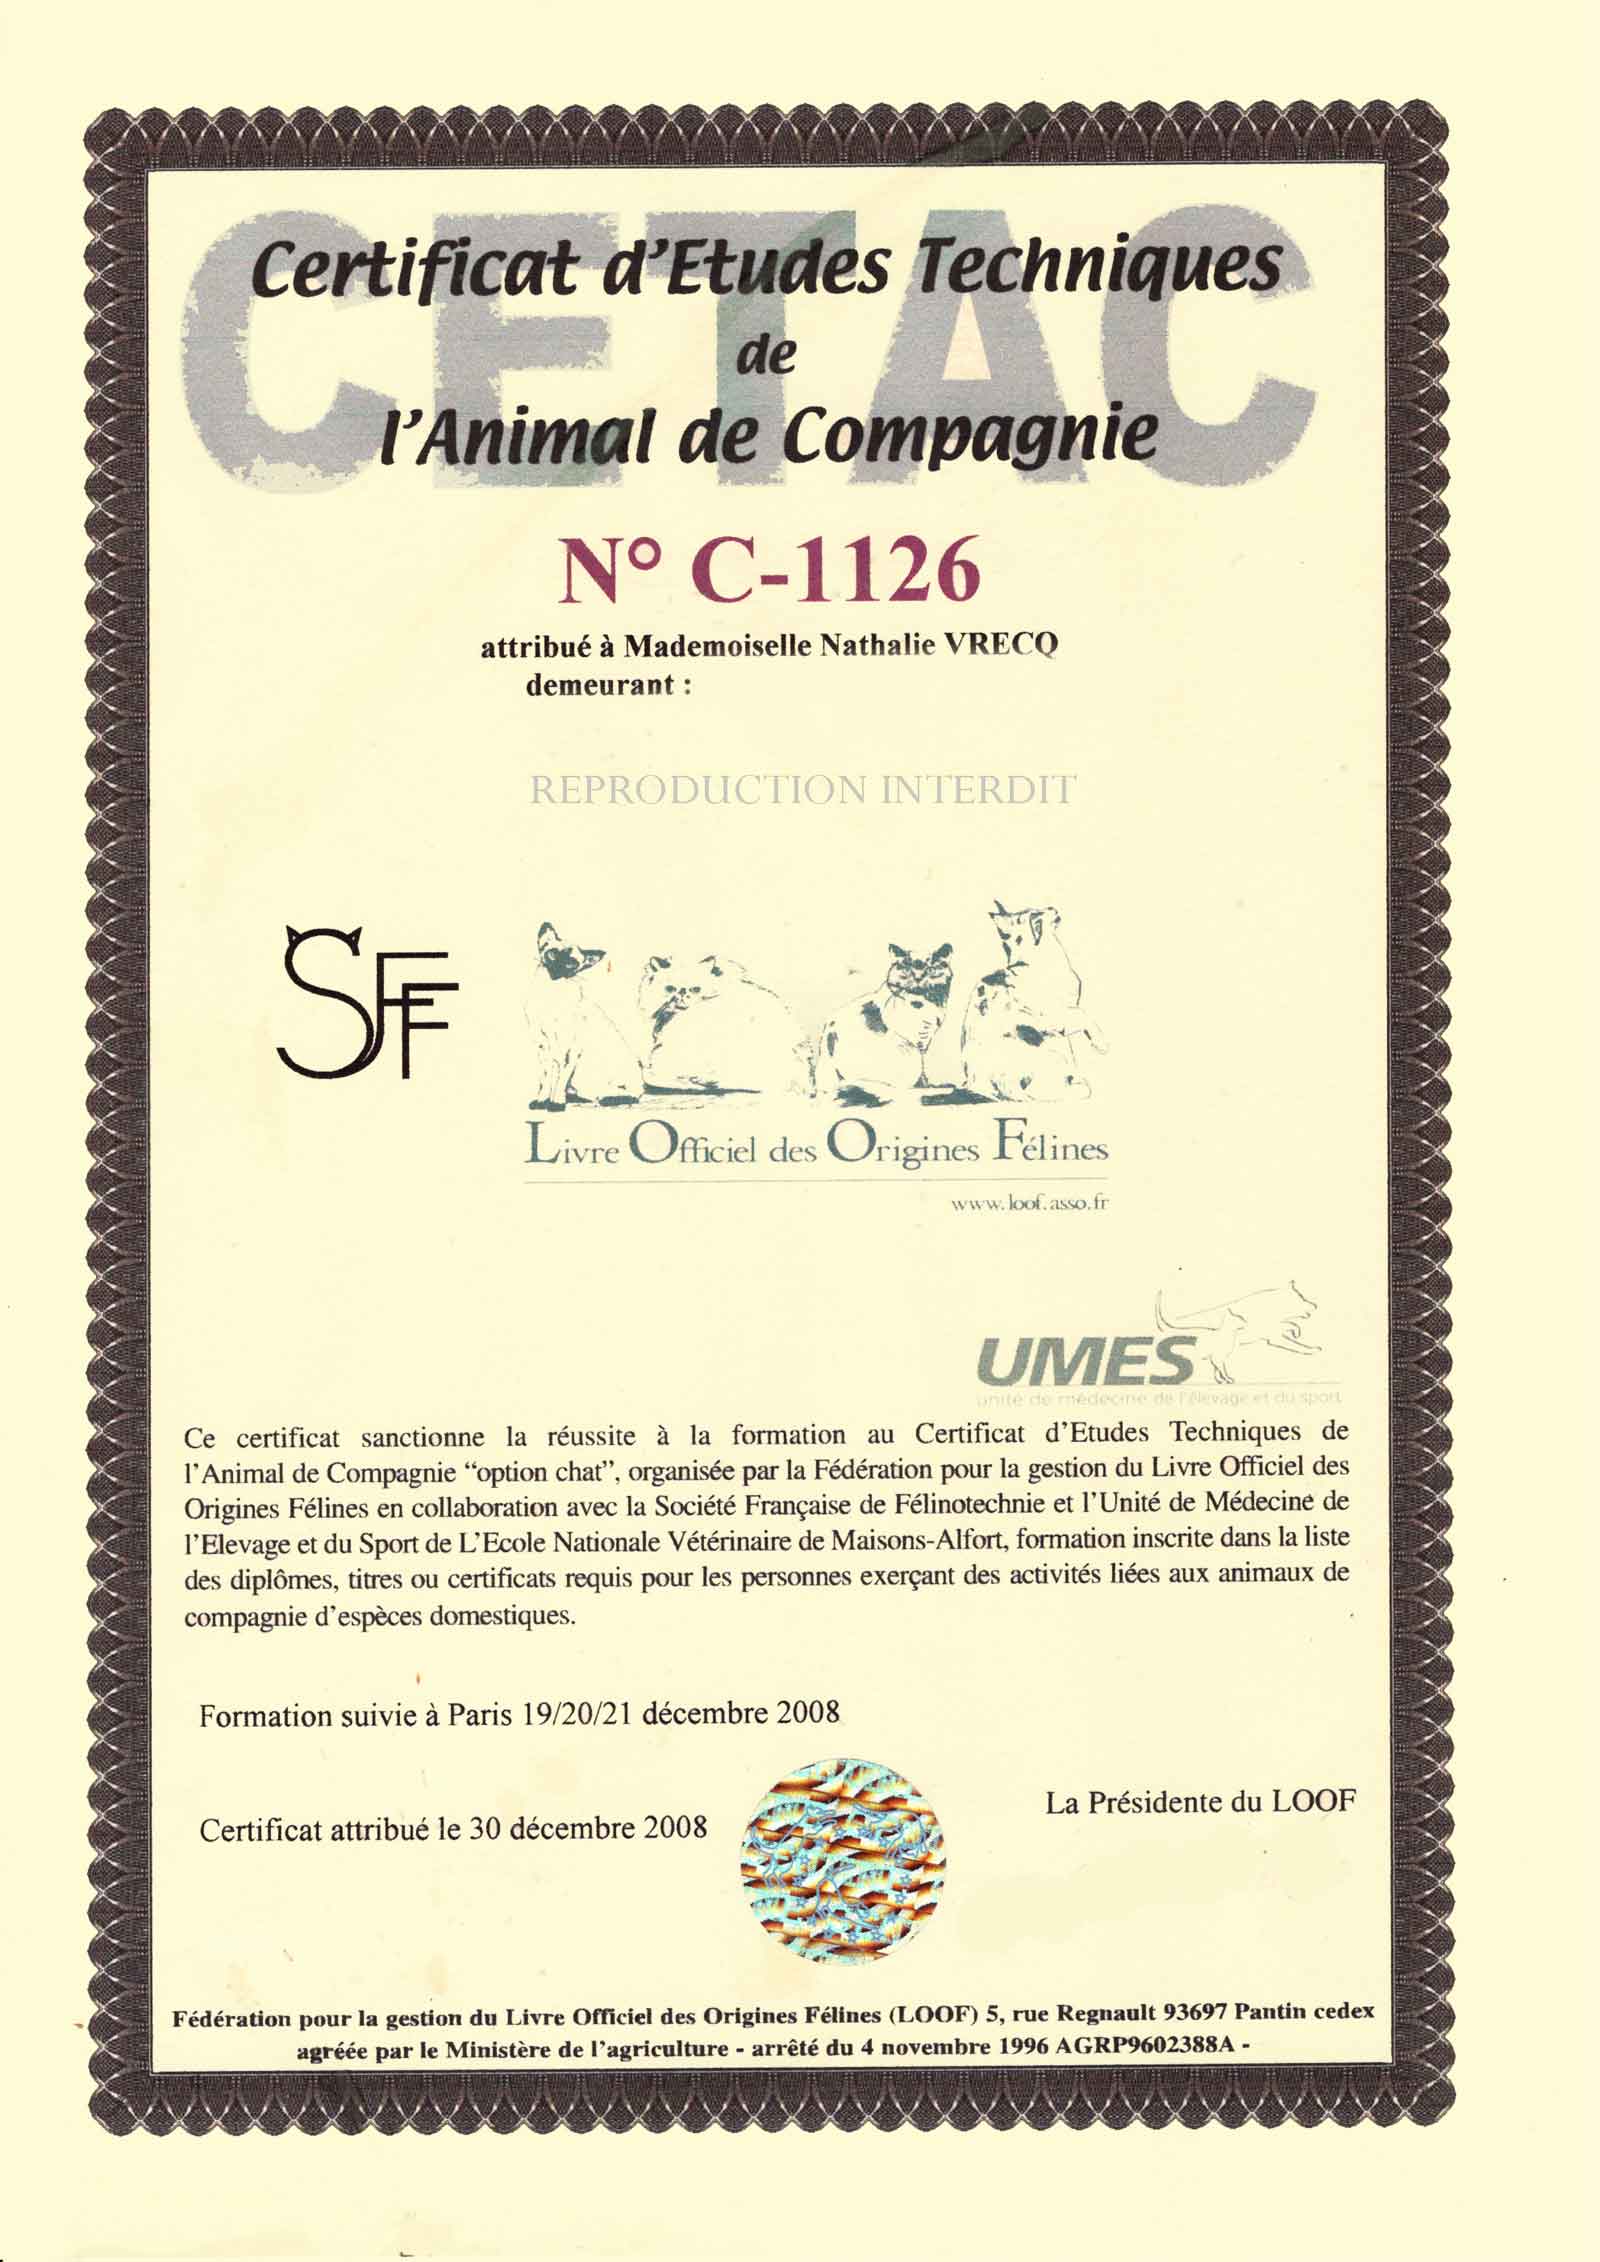 CETAC
Certificat d'Etudes Techniques
de
l'Animal de Compagnie
N° C-1126
attribué à Mademoiselle Nathalie VRECQ
demeurant :
REPRODUCTION INTERDIT
SFF
Livre Officiel des Origines Félines
www.loof.asso.fr
UMES
unité de médecine de l'élevage et du sport
Ce certificat sanctionne la réussite à la formation au Certificat d'Etudes Techniques de
l'Animal de Compagnie “option chat”, organisée par la Fédération pour la gestion du Livre Officiel des
Origines Félines en collaboration avec la Société Française de Félinotechnie et l'Unité de Médecine de
l'Elevage et du Sport de L'Ecole Nationale Vétérinaire de Maisons-Alfort, formation inscrite dans la liste
des diplômes, titres ou certificats requis pour les personnes exerçant des activités liées aux animaux de
compagnie d'espèces domestiques.
Formation suivie à Paris 19/20/21 décembre 2008
Certificat attribué le 30 décembre 2008
La Présidente du LOOF
Fédération pour la gestion du Livre Officiel des Origines Félines (LOOF) 5, rue Regnault 93697 Pantin cedex
agréée par le Ministère de l'agriculture - arrêté du 4 novembre 1996 AGRP9602388A -